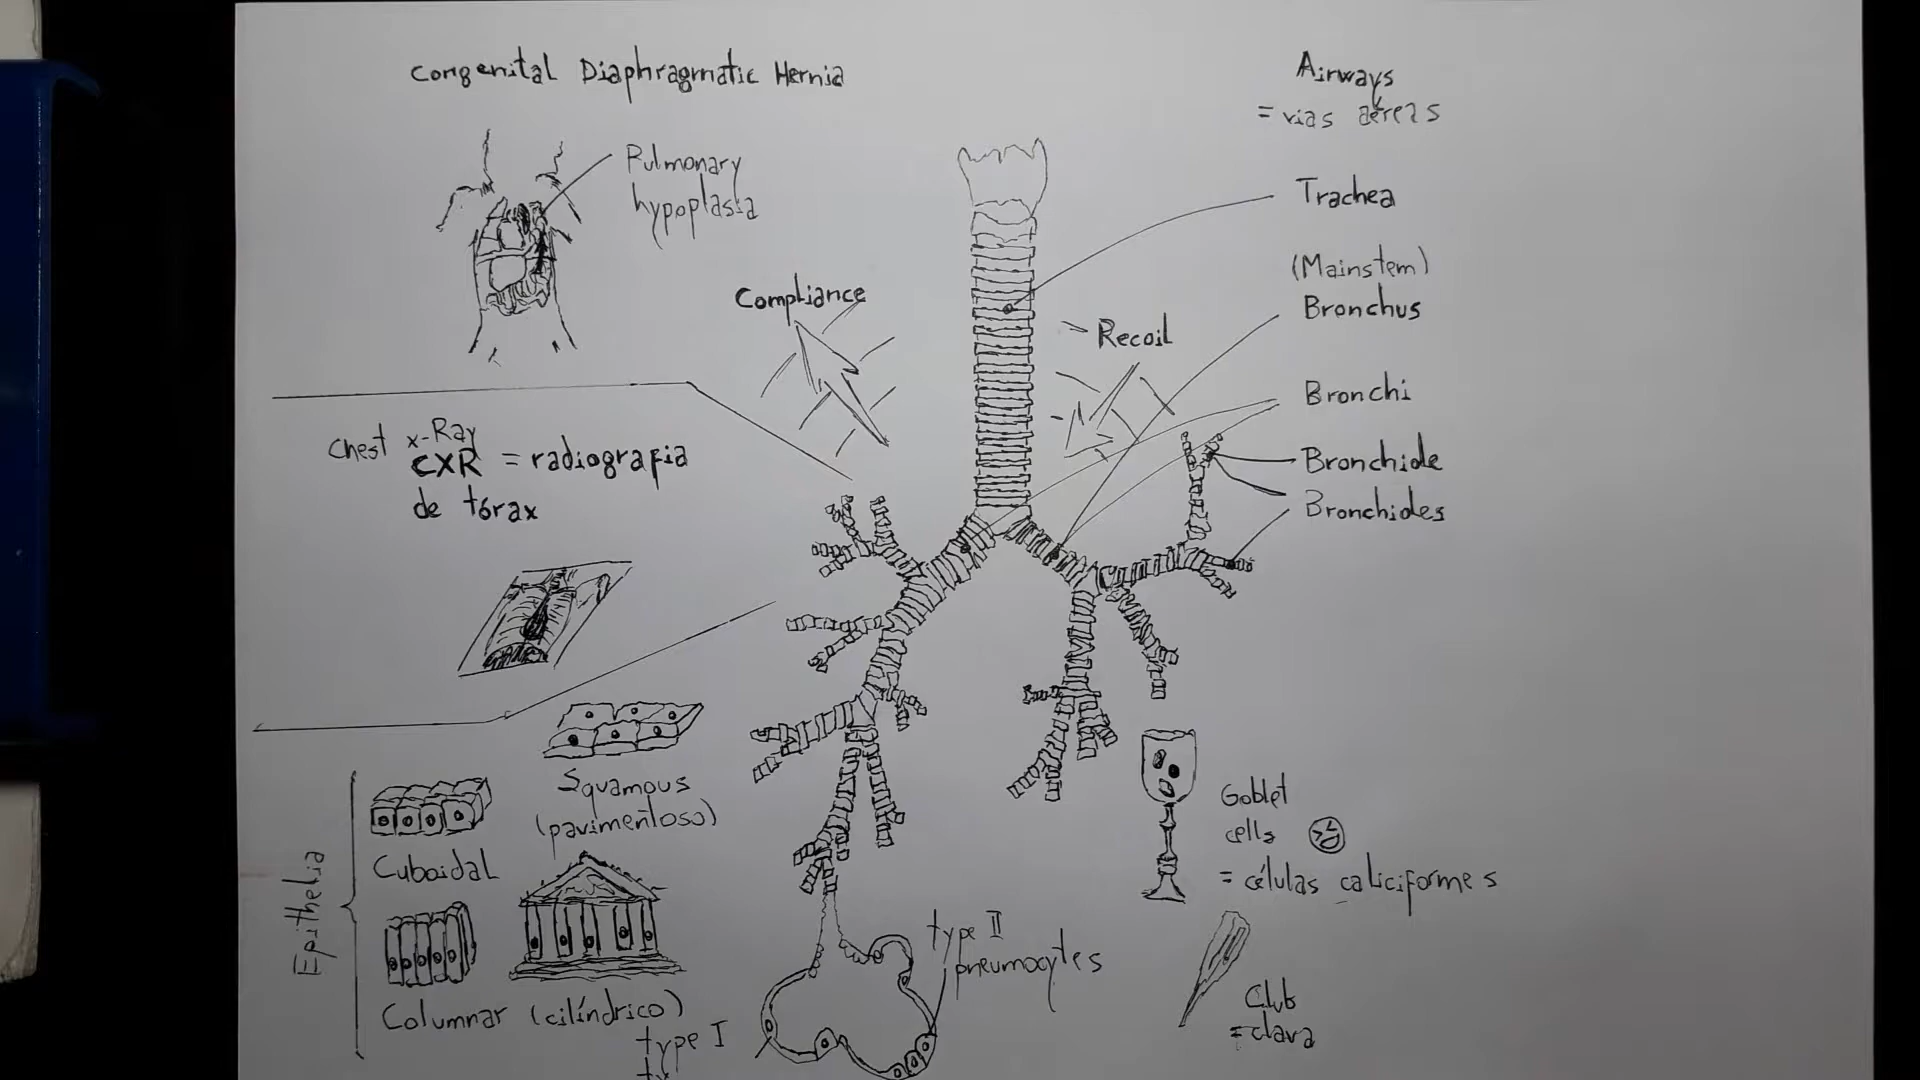 Congenital Diaphragmatic Hernia
Pulmonary
hypoplasia
Compliance
Recoil
Chest x-Ray
CXR = radiografia
de tórax
Airways
= vias aéreas
Trachea
(Mainstem)
Bronchus
Bronchi
Bronchiole
Bronchioles
Epithelia
Squamous
(pavimentoso)
Cuboidal
Columnar (cilíndrico)
type I
type II
pneumocytes
Goblet
cells
= células caliciformes
Club
= clava